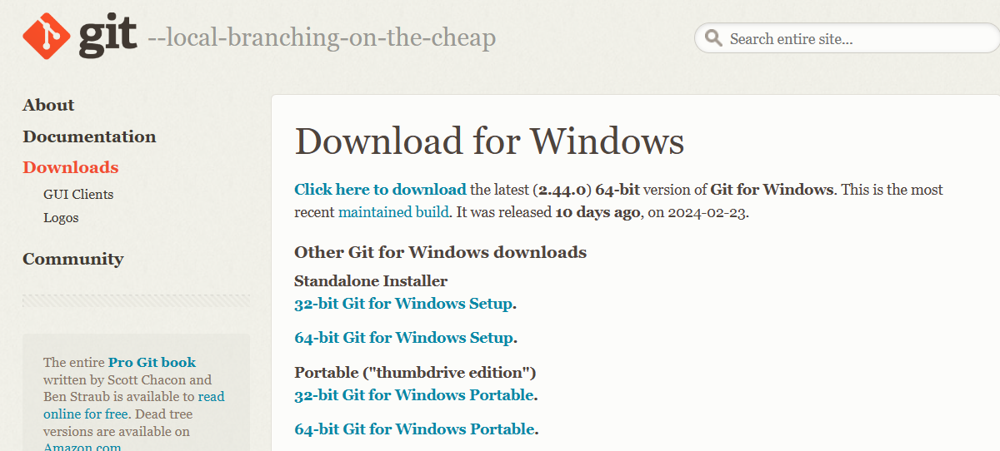 git --local-branching-on-the-cheap
Search entire site...
About
Documentation
Downloads
GUI Clients
Logos
Community
The entire Pro Git book
written by Scott Chacon and
Ben Straub is available to read
online for free. Dead tree
versions are available on
Amazon.com.
Download for Windows
Click here to download the latest (2.44.0) 64-bit version of Git for Windows. This is the most
recent maintained build. It was released 10 days ago, on 2024-02-23.
Other Git for Windows downloads
Standalone Installer
32-bit Git for Windows Setup.
64-bit Git for Windows Setup.
Portable ("thumbdrive edition")
32-bit Git for Windows Portable.
64-bit Git for Windows Portable.